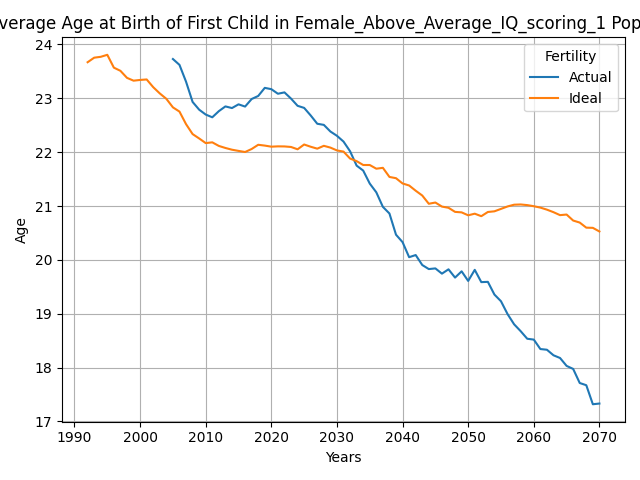 verage Age at Birth of First Child in Female_Above_Average_IQ_scoring_1 Pop
24
23
22
21
20
19
18
17
Age
Fertility
Actual
Ideal
1990 2000 2010 2020 2030 2040 2050 2060 2070
Years